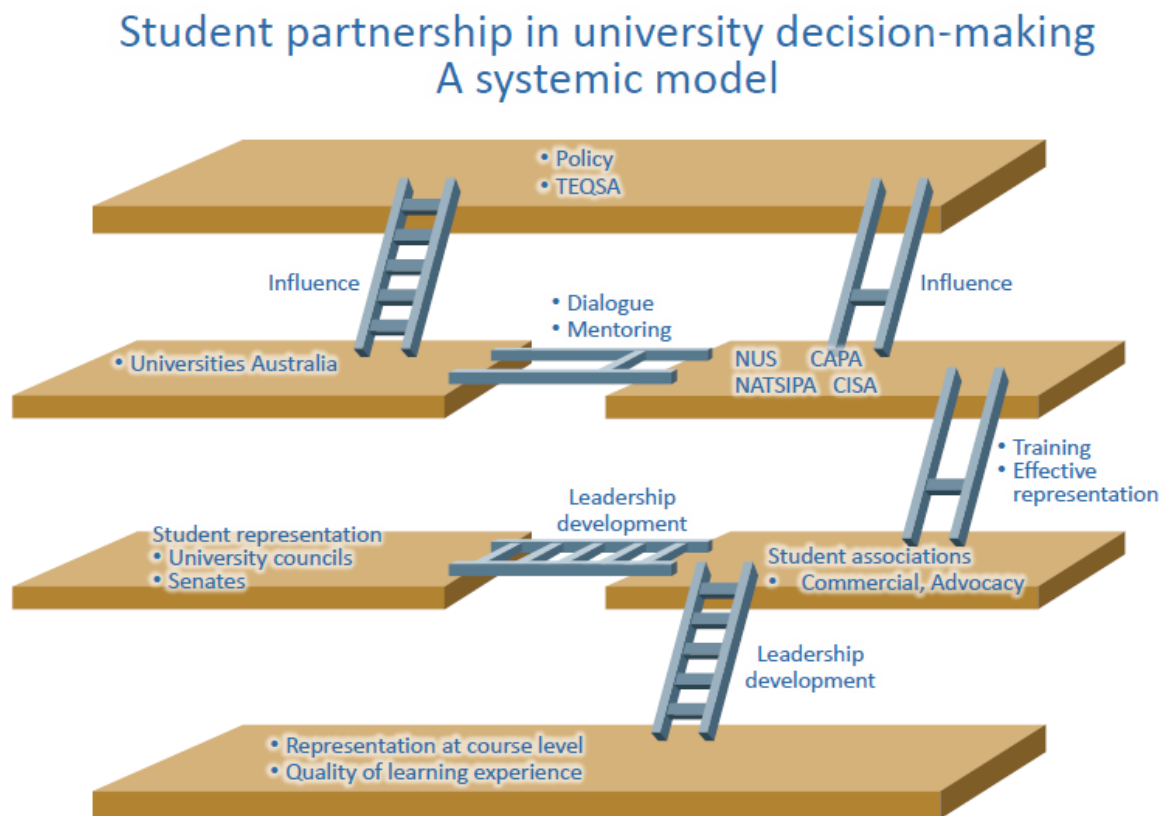 Student partnership in university decision-making
A systemic model
• Policy
• TEQSA
Influence
Influence
• Dialogue
• Mentoring
• Universities Australia
NUS CAPA
NATSIPA CISA
• Training
• Effective
representation
Leadership
development
Student representation
• University councils
• Senates
Student associations
• Commercial, Advocacy
Leadership
development
• Representation at course level
• Quality of learning experience